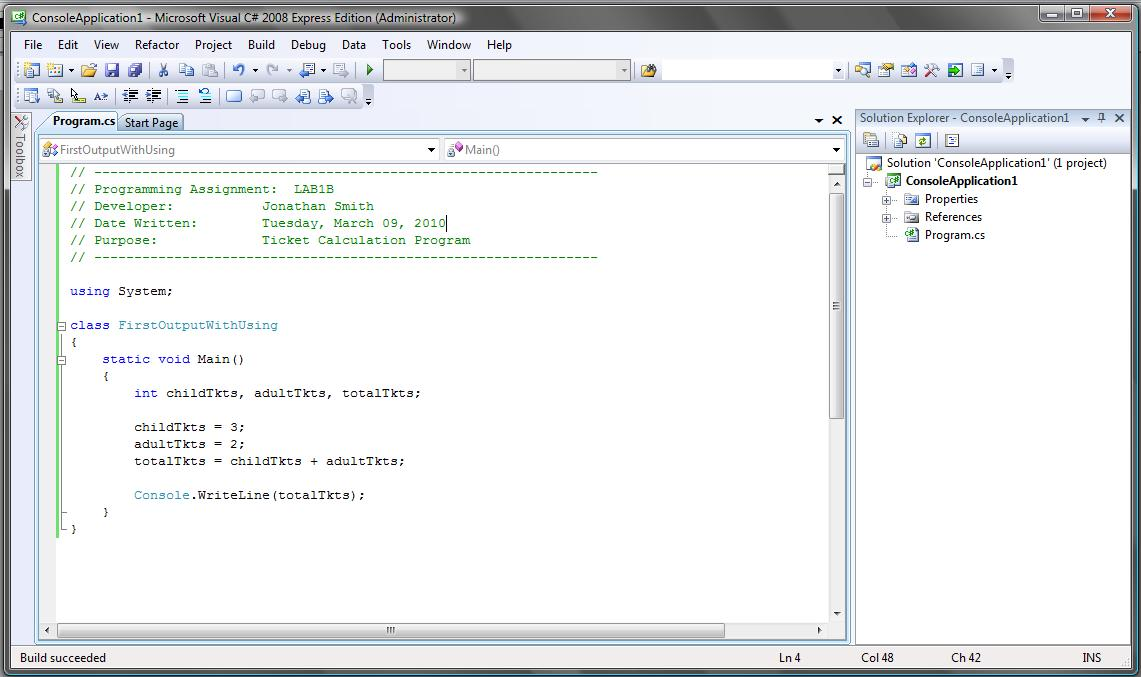 ConsoleApplication1 - Microsoft Visual C# 2008 Express Edition (Administrator)
File Edit View Refactor Project Build Debug Data Tools Window Help
Toolbox
Program.cs Start Page
FirstOutputWithUsing Main()
// ---------------------------------------------------------------
// Programming Assignment:  LAB1B
// Developer:           Jonathan Smith
// Date Written:        Tuesday, March 09, 2010
// Purpose:             Ticket Calculation Program
// ---------------------------------------------------------------
using System;
class FirstOutputWithUsing
{
    static void Main()
    {
        int childTkts, adultTkts, totalTkts;
        childTkts = 3;
        adultTkts = 2;
        totalTkts = childTkts + adultTkts;
        Console.WriteLine(totalTkts);
    }
}
Solution Explorer - ConsoleApplication1
Solution 'ConsoleApplication1' (1 project)
ConsoleApplication1
Properties
References
Program.cs
Build succeeded Ln 4 Col 48 Ch 42 INS